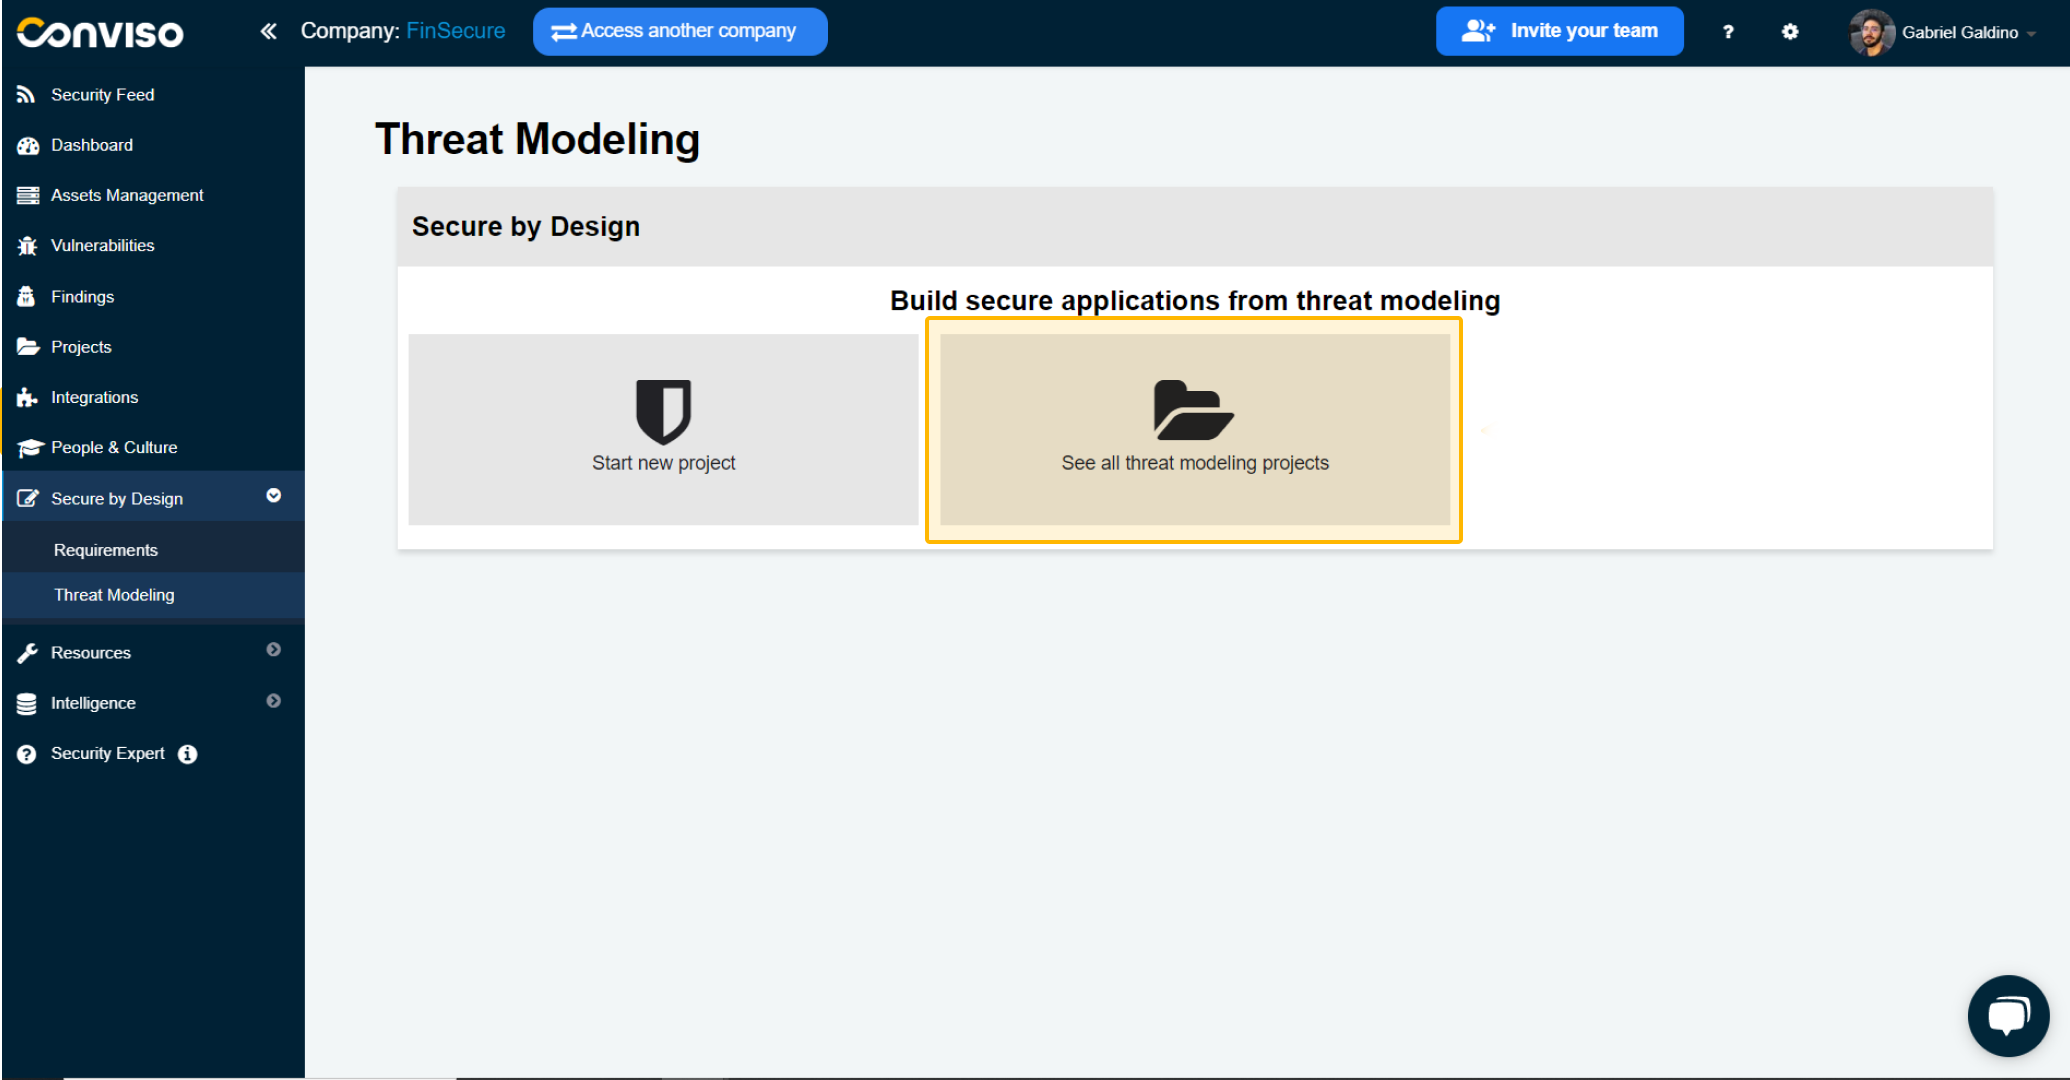 Conviso
Company: FinSecure
Access another company
Invite your team
?
Gabriel Galdino
Security Feed
Dashboard
Assets Management
Vulnerabilities
Findings
Projects
Integrations
People & Culture
Secure by Design
Requirements
Threat Modeling
Resources
Intelligence
Security Expert
Threat Modeling
Secure by Design
Build secure applications from threat modeling
Start new project
See all threat modeling projects